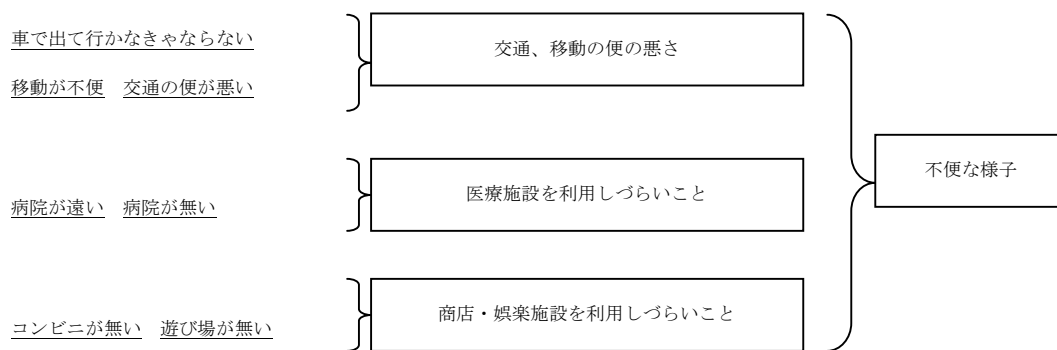 車で出て行かなきゃならない
移動が不便　交通の便が悪い
交通、移動の便の悪さ
病院が遠い　病院が無い
医療施設を利用しづらいこと
コンビニが無い　遊び場が無い
商店・娯楽施設を利用しづらいこと
不便な様子